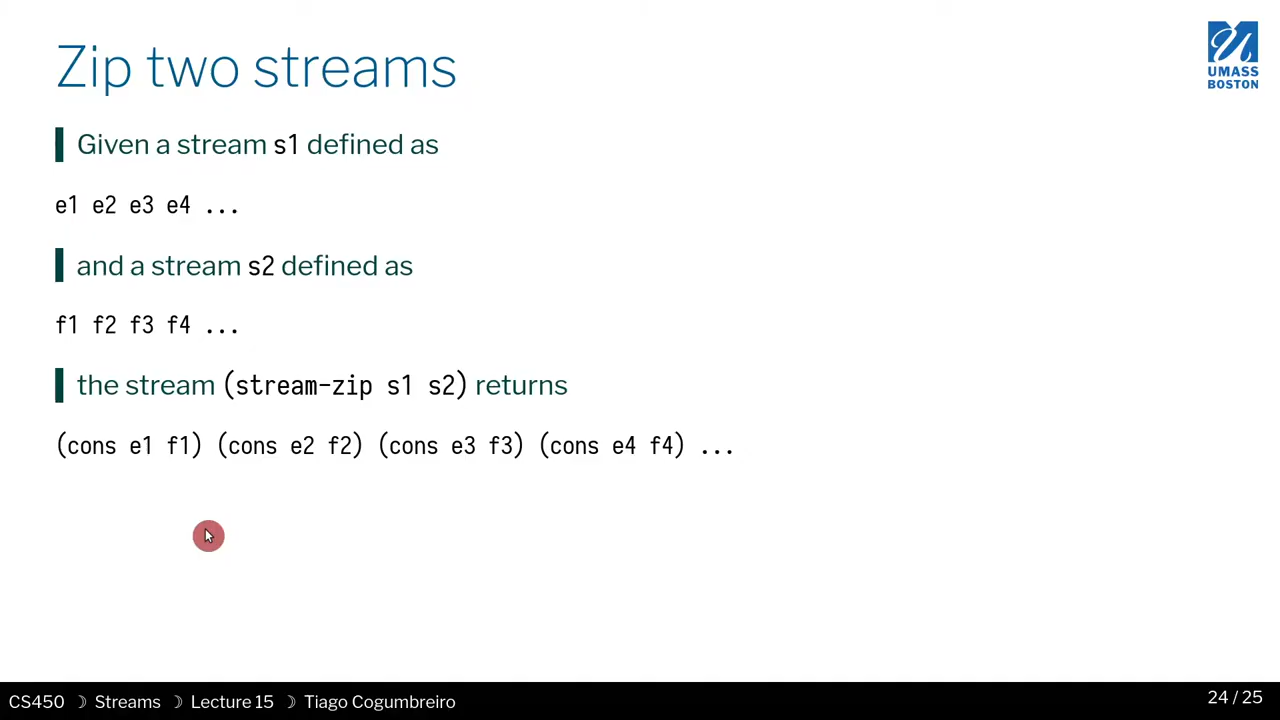 Zip two streams
UMASS
BOSTON
Given a stream s1 defined as
e1 e2 e3 e4 ...
and a stream s2 defined as
f1 f2 f3 f4 ...
the stream (stream-zip s1 s2) returns
(cons e1 f1) (cons e2 f2) (cons e3 f3) (cons e4 f4) ...
CS450 ☽ Streams ☽ Lecture 15 ☽ Tiago Cogumbreiro
24 / 25